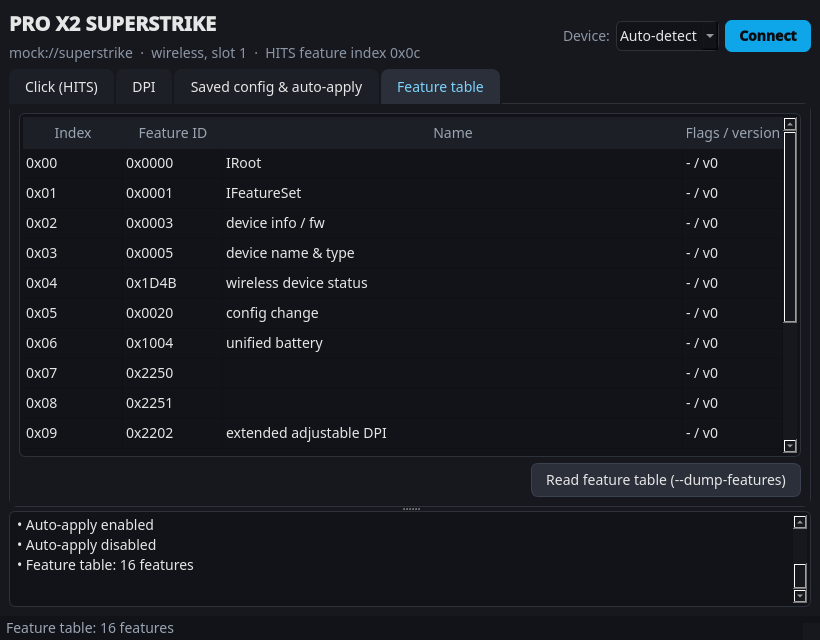 PRO X2 SUPERSTRIKE
mock://superstrike · wireless, slot 1 · HITS feature index 0x0c
Device: Auto-detect Connect
Click (HITS) DPI Saved config & auto-apply Feature table
Index Feature ID Name Flags / version
0x00 0x0000 IRoot - / v0
0x01 0x0001 IFeatureSet - / v0
0x02 0x0003 device info / fw - / v0
0x03 0x0005 device name & type - / v0
0x04 0x1D4B wireless device status - / v0
0x05 0x0020 config change - / v0
0x06 0x1004 unified battery - / v0
0x07 0x2250 - / v0
0x08 0x2251 - / v0
0x09 0x2202 extended adjustable DPI - / v0
Read feature table (--dump-features)
• Auto-apply enabled
• Auto-apply disabled
• Feature table: 16 features
Feature table: 16 features